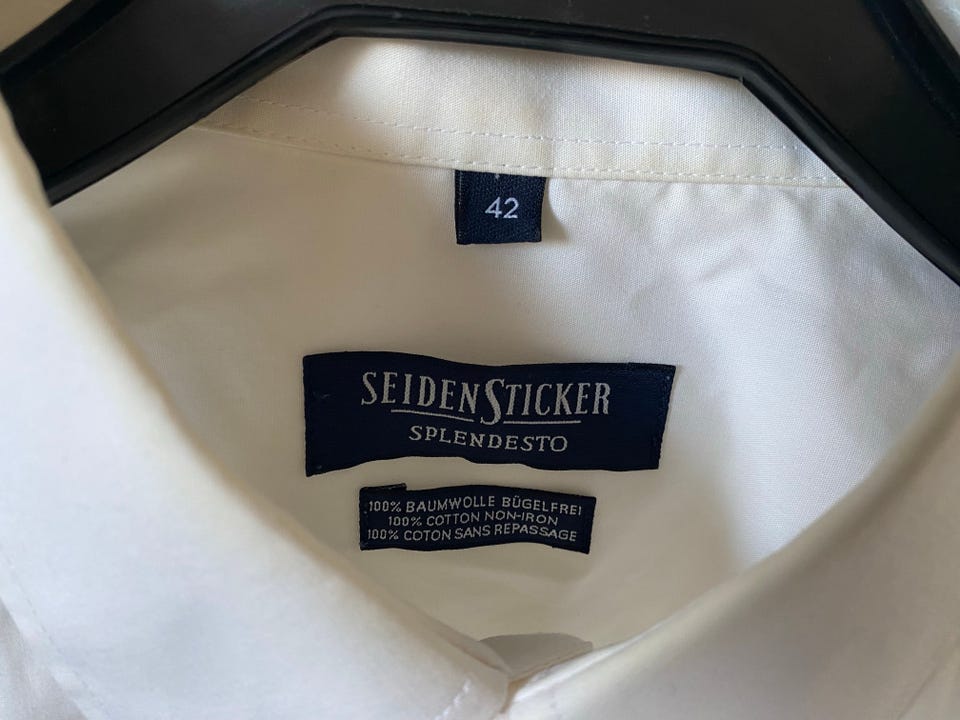 42
SEIDENSTICKER
SPLENDESTO
100% BAUMWOLLE BÜGELFREI
100% COTTON NON-IRON
100% COTON SANS REPASSAGE